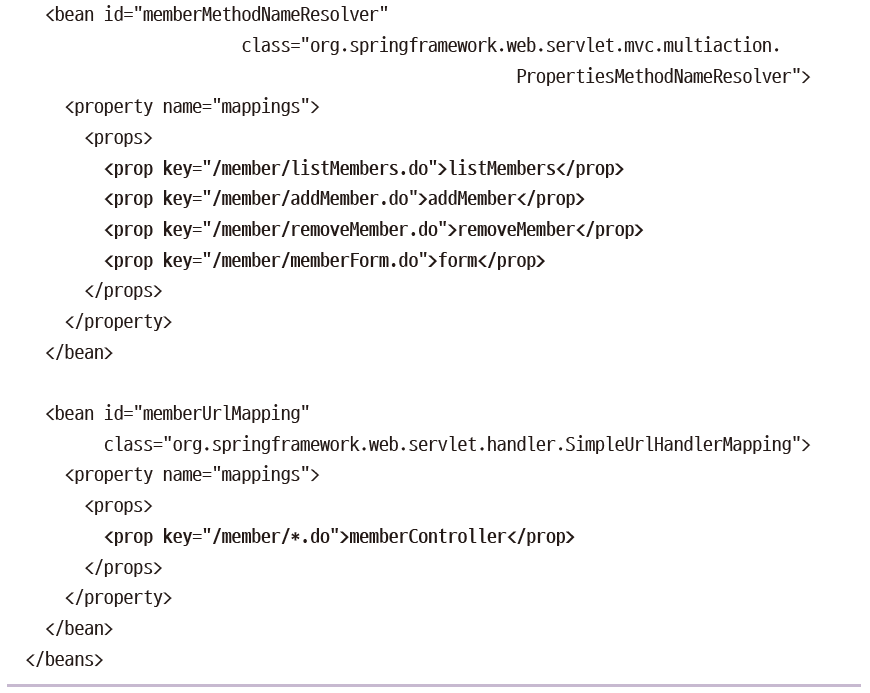 <bean id="memberMethodNameResolver"
class="org.springframework.web.servlet.mvc.multiaction.
PropertiesMethodNameResolver">
<property name="mappings">
<props>
<prop key="/member/listMembers.do">listMembers</prop>
<prop key="/member/addMember.do">addMember</prop>
<prop key="/member/removeMember.do">removeMember</prop>
<prop key="/member/memberForm.do">form</prop>
</props>
</property>
</bean>
<bean id="memberUrlMapping"
class="org.springframework.web.servlet.handler.SimpleUrlHandlerMapping">
<property name="mappings">
<props>
<prop key="/member/*.do">memberController</prop>
</props>
</property>
</bean>
</beans>